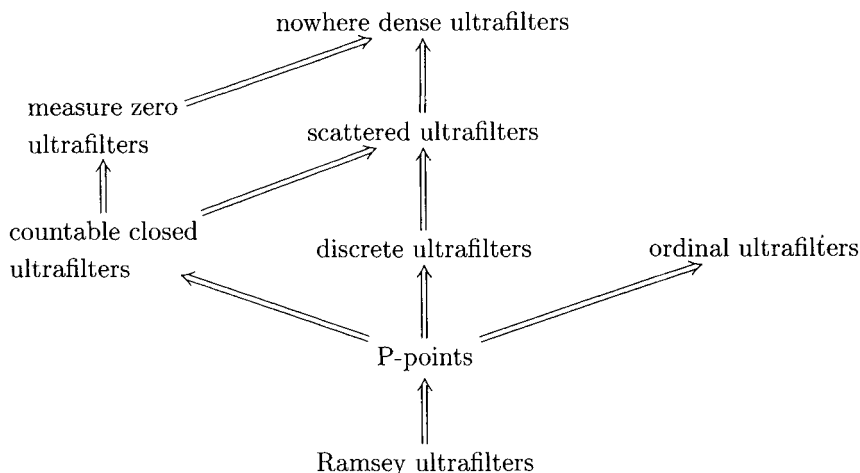 nowhere dense ultrafilters
measure zero
ultrafilters
scattered ultrafilters
countable closed
ultrafilters
discrete ultrafilters
ordinal ultrafilters
P-points
Ramsey ultrafilters